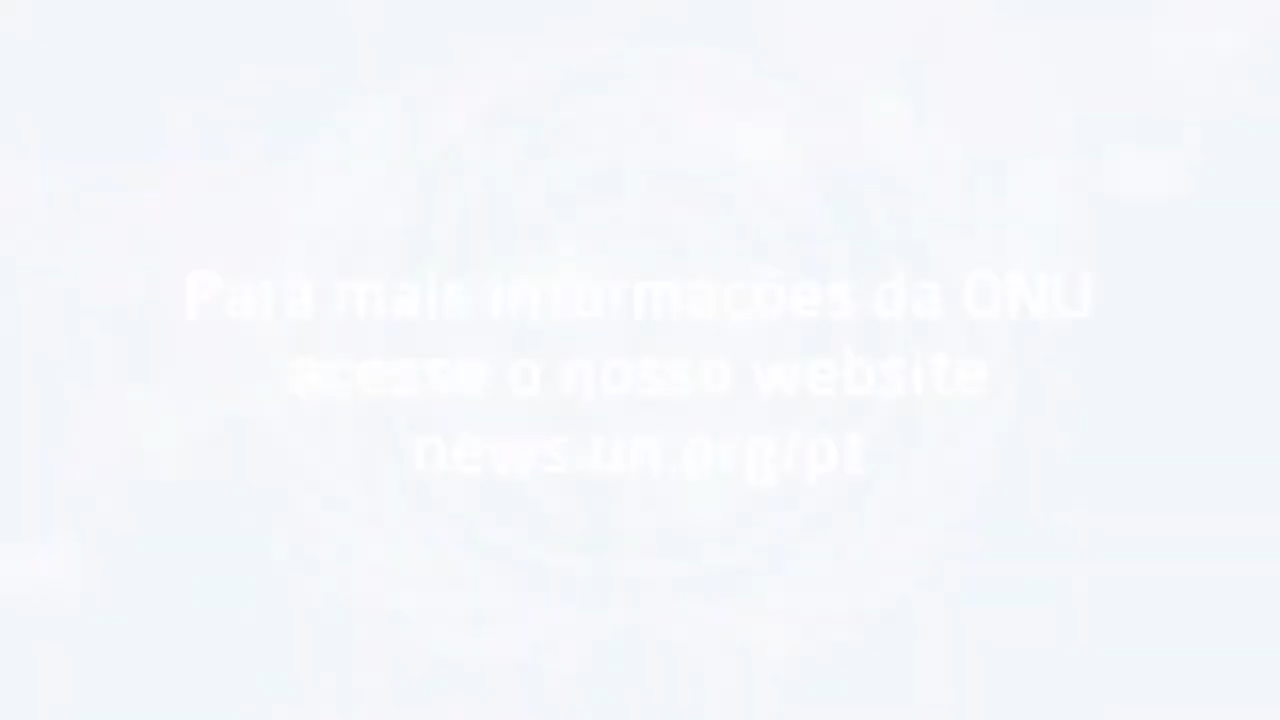 Para mais informações da ONU
acesse o nosso website
news.un.org/pt